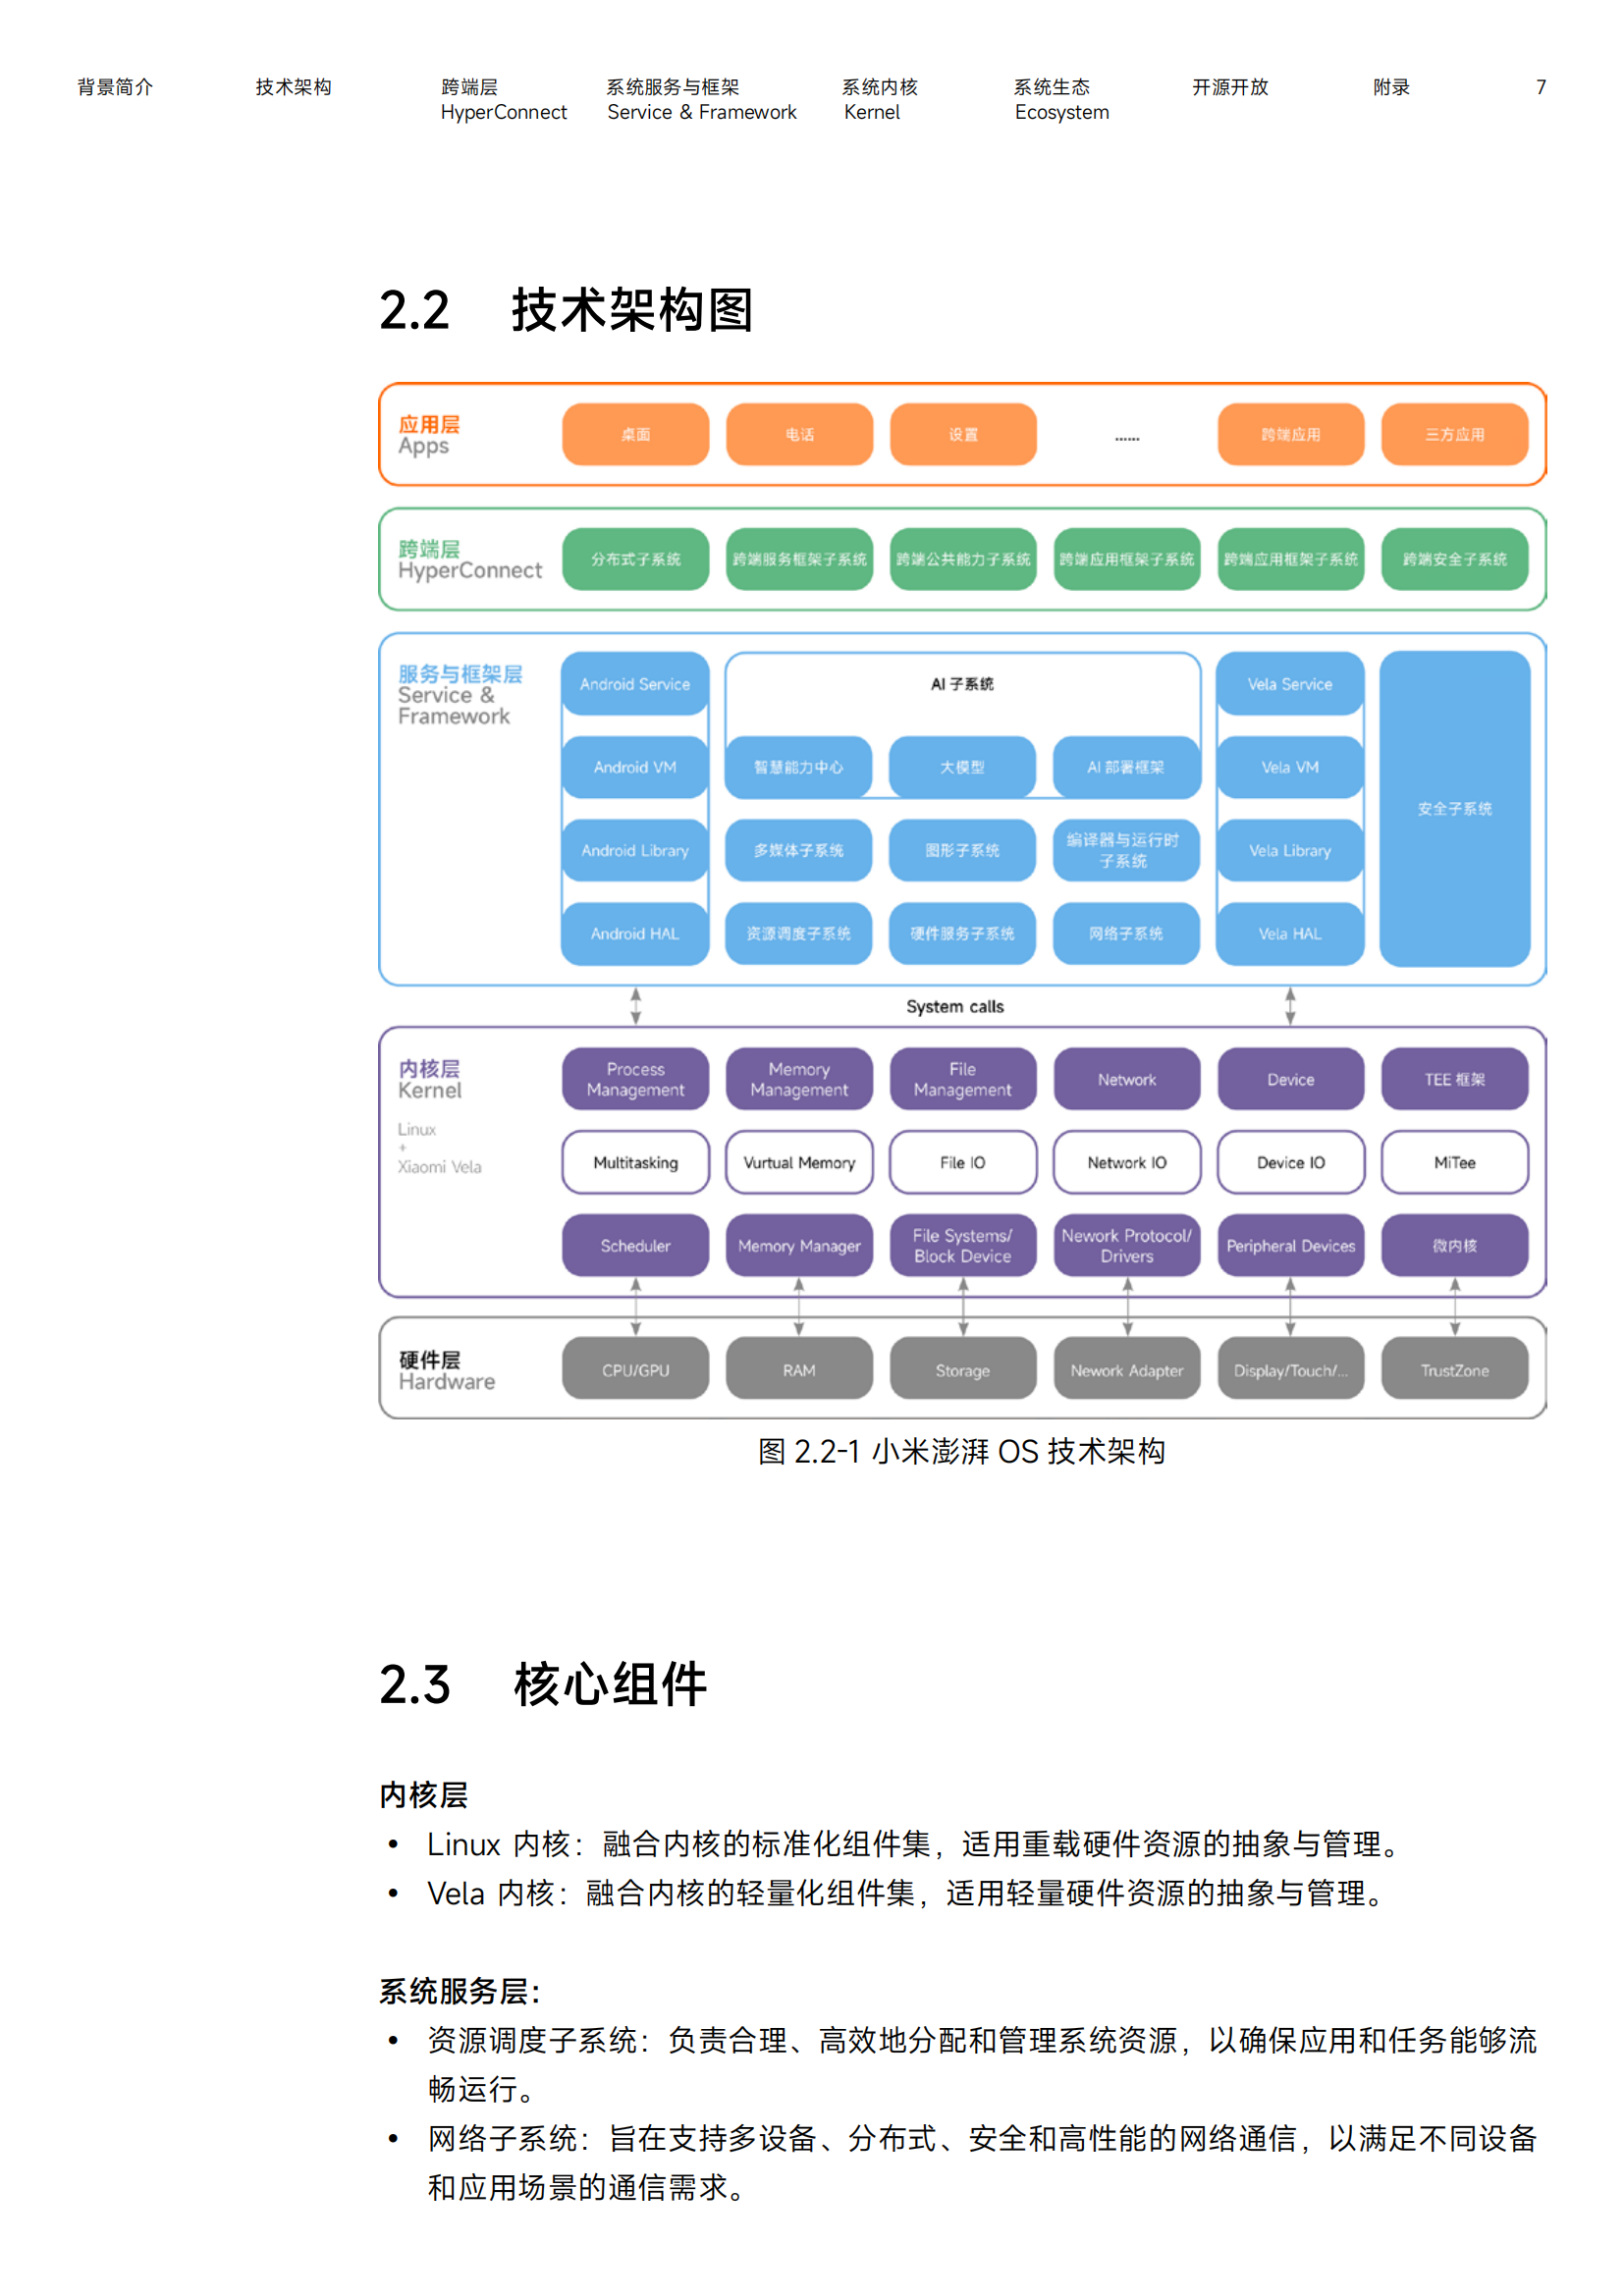 背景简介 技术架构 跨端层 系统服务与框架 系统内核 系统生态 开源开放 附录 7
HyperConnect Service & Framework Kernel Ecosystem
2.2 技术架构图
应用层
Apps
桌面 电话 设置 ...... 跨端应用 三方应用
跨端层
HyperConnect
分布式子系统 跨端服务框架子系统 跨端公共能力子系统 跨端应用框架子系统 跨端应用框架子系统 跨端安全子系统
服务与框架层
Service &
Framework
Android Service AI 子系统 Vela Service
Android VM 智慧能力中心 大模型 AI 部署框架 Vela VM
安全子系统
Android Library 多媒体子系统 图形子系统 编译器与运行时
子系统 Vela Library
Android HAL 资源调度子系统 硬件服务子系统 网络子系统 Vela HAL
System calls
内核层
Kernel
Linux
+
Xiaomi Vela
Process
Management
Memory
Management
File
Management
Network Device TEE 框架
Multitasking Vurtual Memory File IO Network IO Device IO MiTee
Scheduler Memory Manager
File Systems/
Block Device
Nework Protocol/
Drivers
Peripheral Devices 微内核
硬件层
Hardware
CPU/GPU RAM Storage Nework Adapter Display/Touch/... TrustZone
图 2.2-1 小米澎湃 OS 技术架构
2.3 核心组件
内核层
• Linux 内核：融合内核的标准化组件集，适用重载硬件资源的抽象与管理。
• Vela 内核：融合内核的轻量化组件集，适用轻量硬件资源的抽象与管理。
系统服务层：
• 资源调度子系统：负责合理、高效地分配和管理系统资源，以确保应用和任务能够流
畅运行。
• 网络子系统：旨在支持多设备、分布式、安全和高性能的网络通信，以满足不同设备
和应用场景的通信需求。